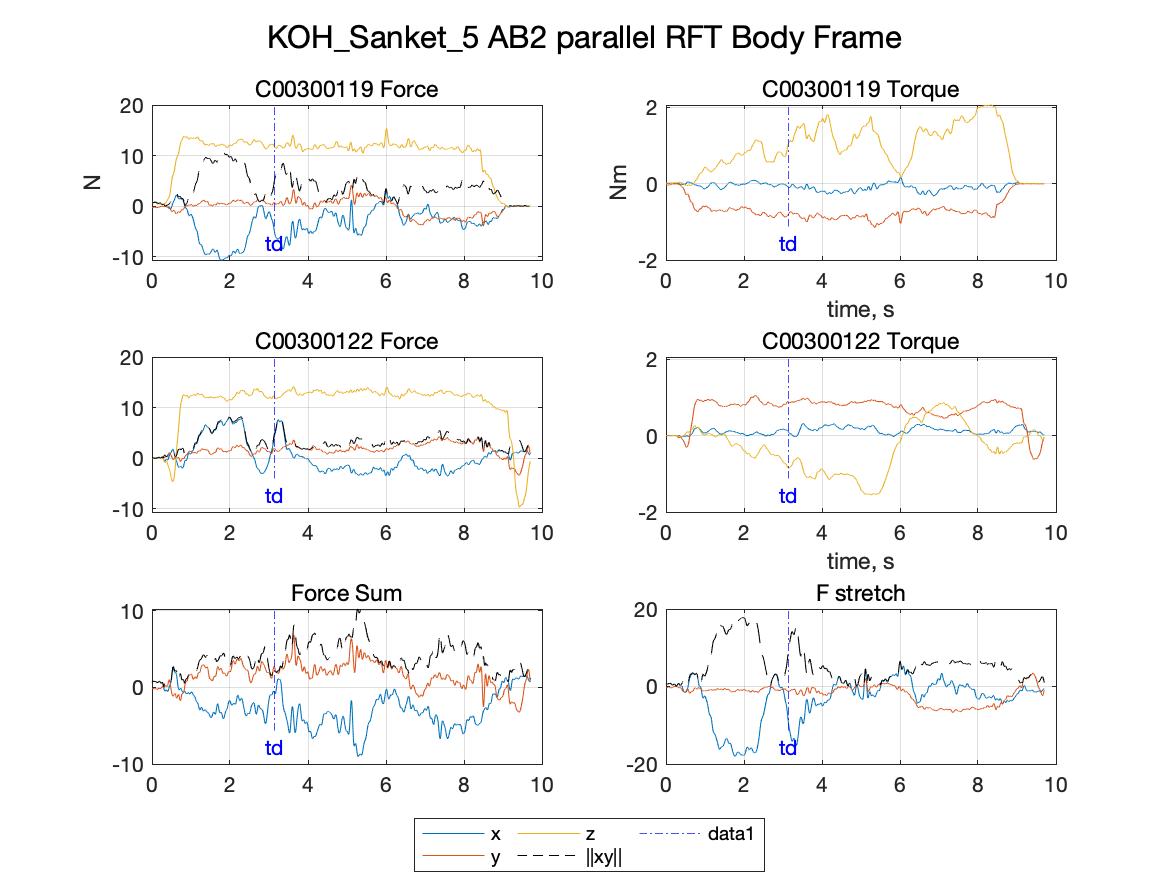 KOH_Sanket_5 AB2 parallel RFT Body Frame
C00300119 Force
20
10
0
-10
N
td
0 2 4 6 8 10
C00300119 Torque
2
0
-2
Nm
td
0 2 4 6 8 10
time, s
C00300122 Force
20
10
0
-10
td
0 2 4 6 8 10
C00300122 Torque
2
0
-2
td
0 2 4 6 8 10
time, s
Force Sum
10
0
-10
td
0 2 4 6 8 10
F stretch
20
0
-20
td
0 2 4 6 8 10
x z data1
y ||xy||